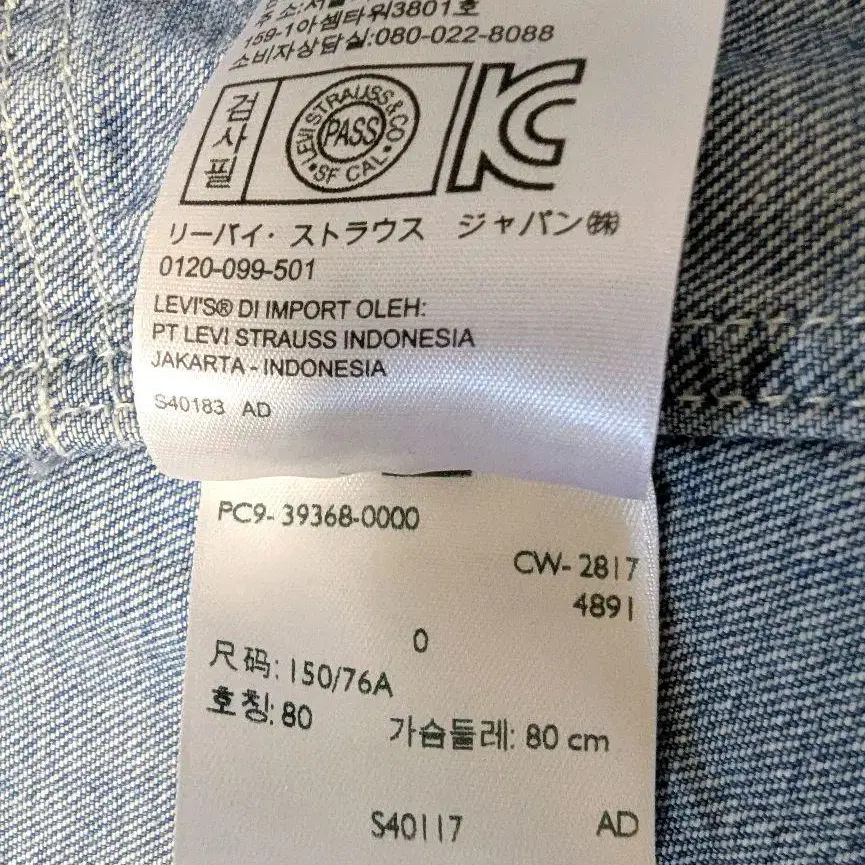 주소:서울
159-1아셈타워3801호
소비자상담실:080-022-8088
검사필
LEVI STRAUSS & CO
PASS
SF CAL
KC
リーバイ・ストラウス ジャパン㈱
0120-099-501
LEVI'S® DI IMPORT OLEH:
PT LEVI STRAUSS INDONESIA
JAKARTA - INDONESIA
S40183 AD
PC9- 39368-0000
CW- 2817
4891
0
尺码: 150/76A
호칭: 80 가슴둘레: 80 cm
S40117 AD